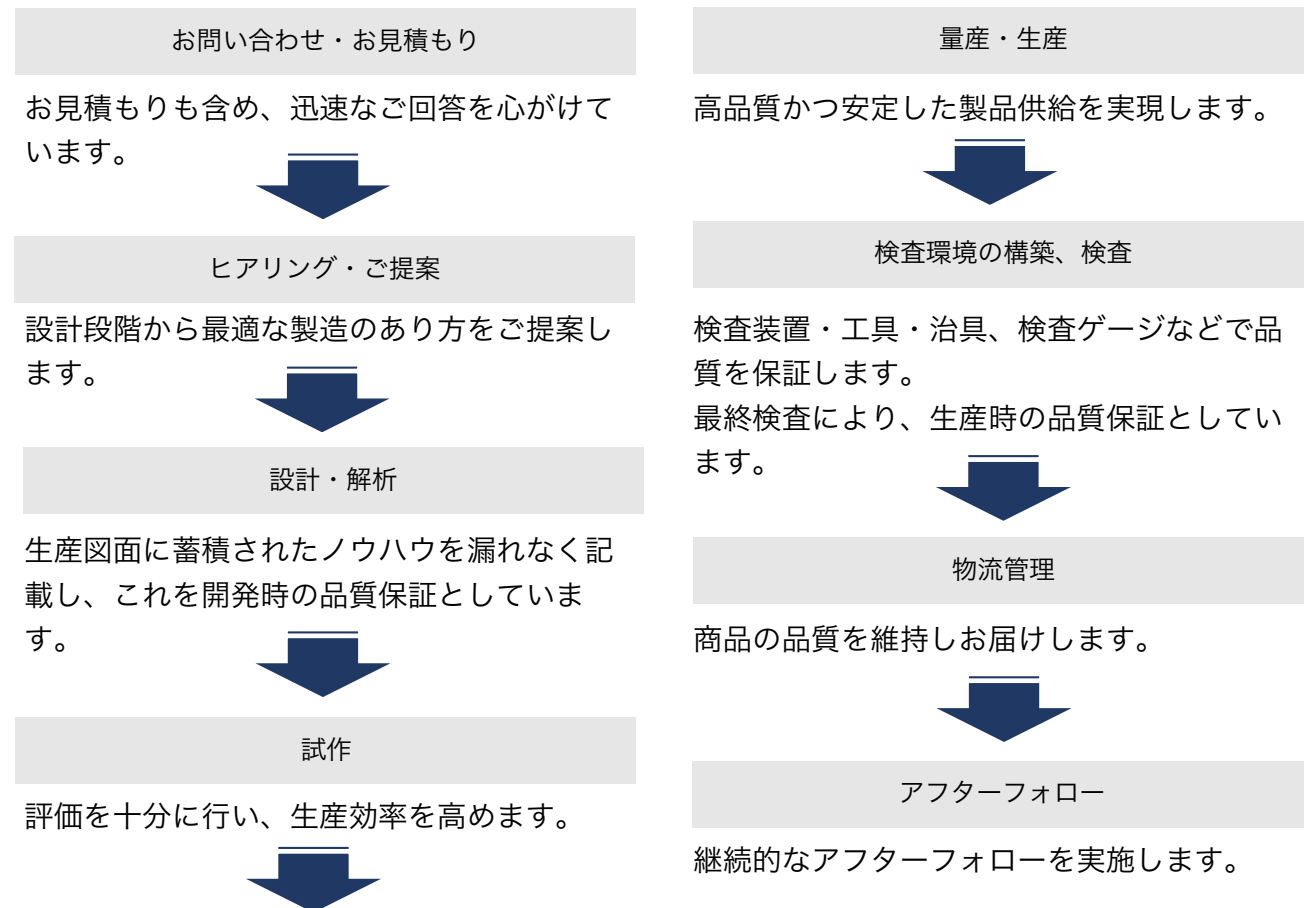 お問い合わせ・お見積もり
お見積もりも含め、迅速なご回答を心がけて
います。
ヒアリング・ご提案
設計段階から最適な製造のあり方をご提案し
ます。
設計・解析
生産図面に蓄積されたノウハウを漏れなく記
載し、これを開発時の品質保証としていま
す。
試作
評価を十分に行い、生産効率を高めます。
量産・生産
高品質かつ安定した製品供給を実現します。
検査環境の構築、検査
検査装置・工具・治具、検査ゲージなどで品
質を保証します。
最終検査により、生産時の品質保証としてい
ます。
物流管理
商品の品質を維持しお届けします。
アフターフォロー
継続的なアフターフォローを実施します。